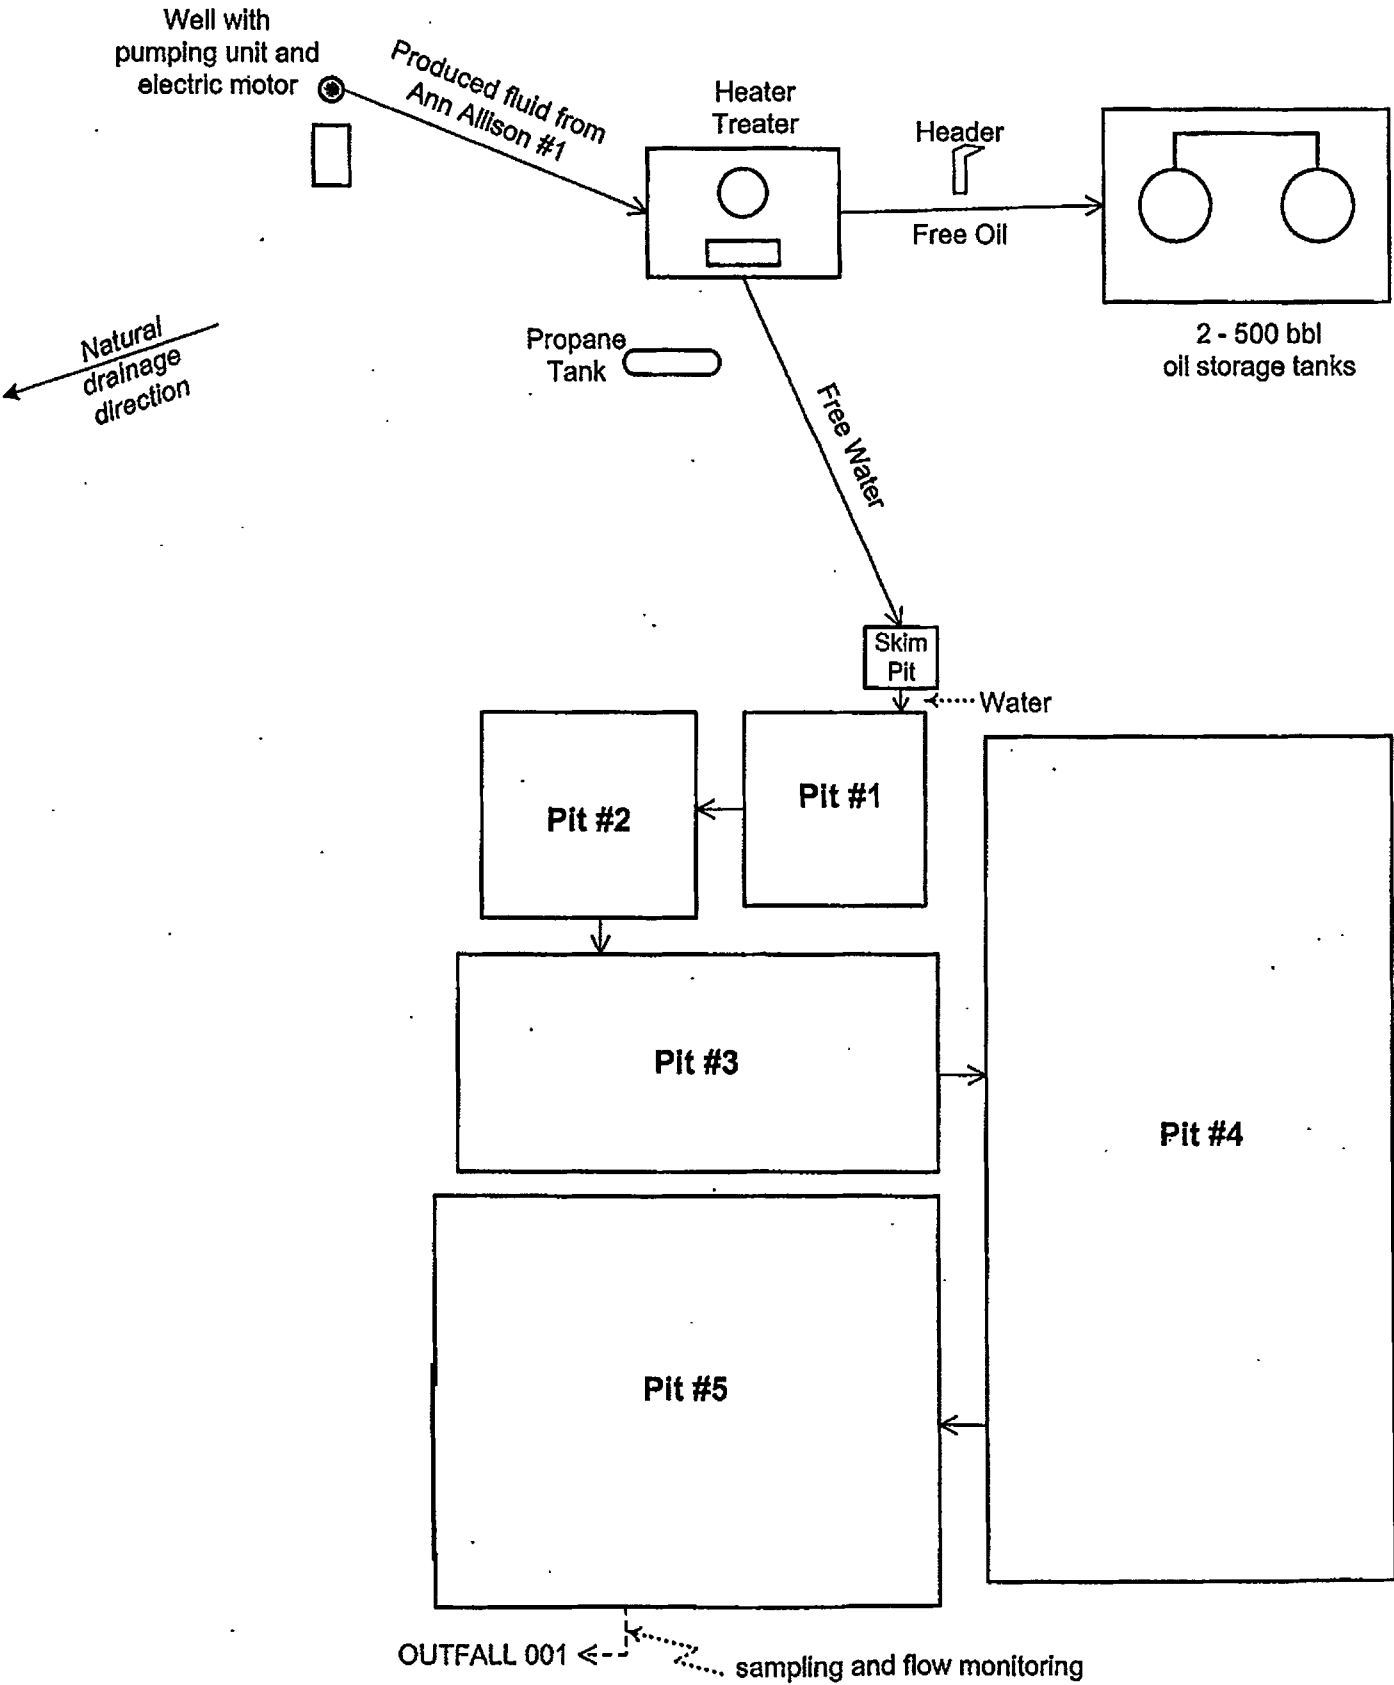 Well with
pumping unit and
electric motor
Produced fluid from
Ann Allison #1
Heater
Treater
Header
Free Oil
2 - 500 bbl
oil storage tanks
Natural
drainage
direction
Propane
Tank
Free Water
Skim
Pit
Water
Pit #1
Pit #2
Pit #3
Pit #4
Pit #5
OUTFALL 001
sampling and flow monitoring